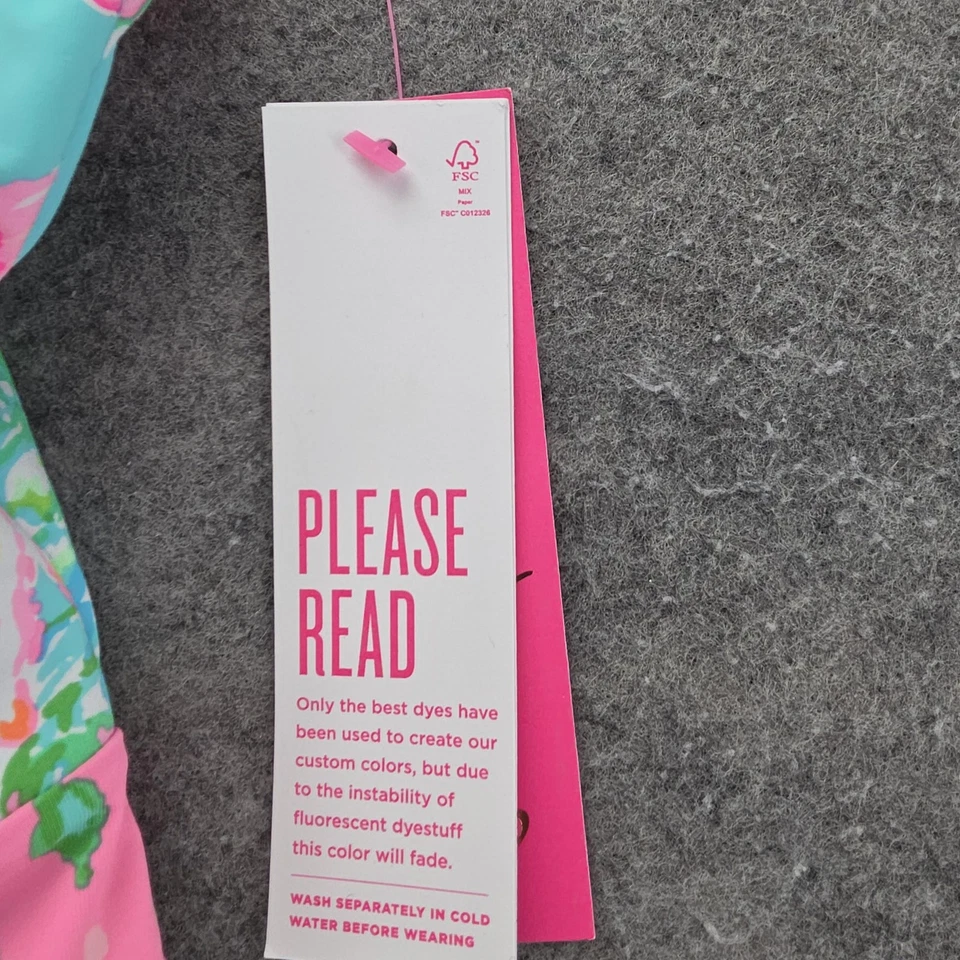 FSC
MIX
Paper
FSC™ C012326
PLEASE
READ
Only the best dyes have
been used to create our
custom colors, but due
to the instability of
fluorescent dyestuff
this color will fade.
WASH SEPARATELY IN COLD
WATER BEFORE WEARING